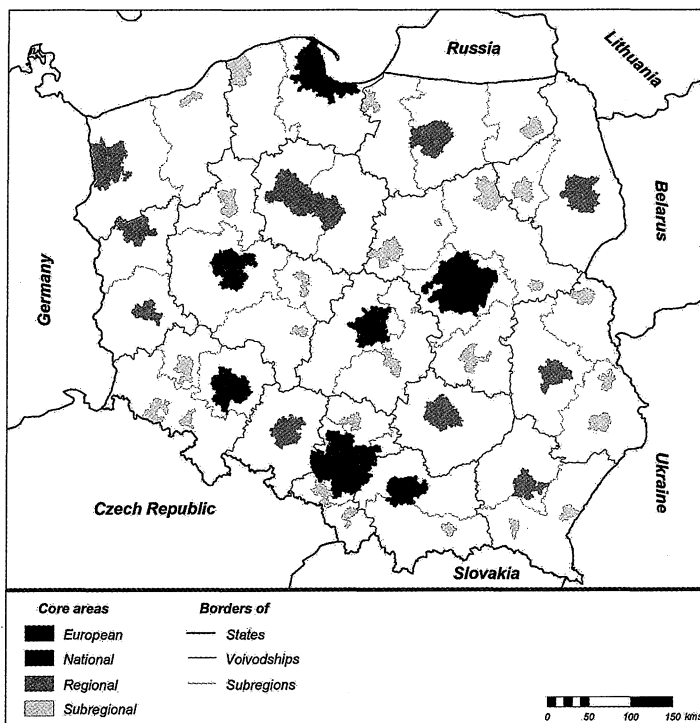 Russia
Lithuania
Belarus
Germany
Ukraine
Czech Republic
Slovakia
Core areas
European
National
Regional
Subregional
Borders of
States
Voivodships
Subregions
0 50 100 150 kms